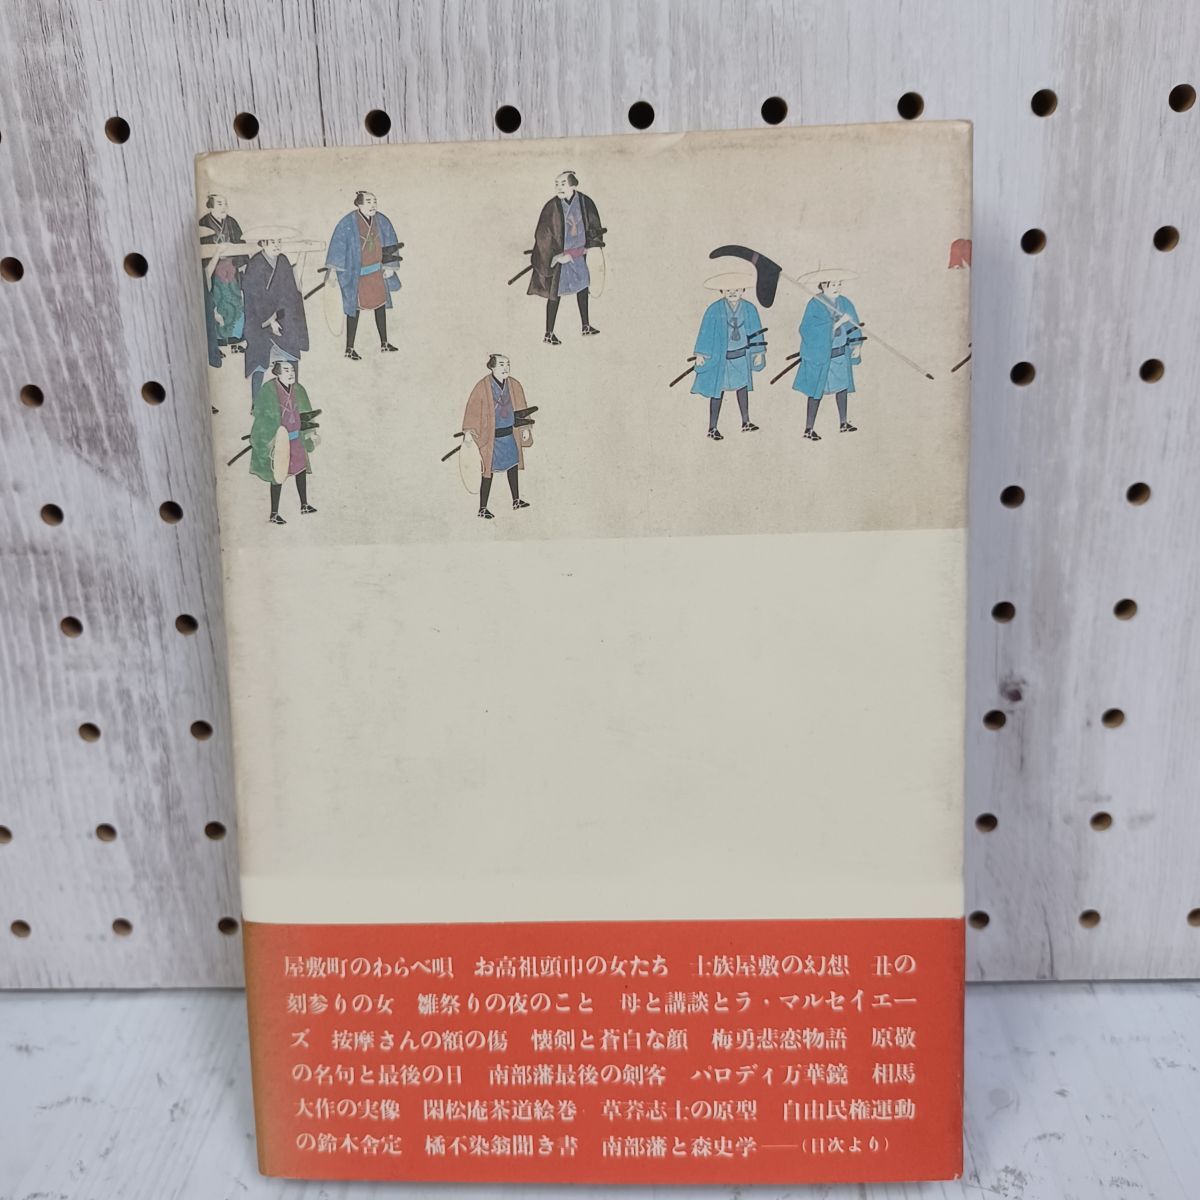 屋敷町のわらべ唄　お高祖頭巾の女たち　士族屋敷の幻想　丑の
刻参りの女　雛祭りの夜のこと　母と講談とラ・マルセイエー
ズ　按摩さんの額の傷　懐剣と蒼白な顔　梅勇悲恋物語　原敬
の名句と最後の日　南部藩最後の剣客　パロディ万華鏡　相馬
大作の実像　閑松庵茶道絵巻　草莽志士の原型　自由民権運動
の鈴木舎定　橘不染翁聞き書　南部藩と森史学――（目次より）